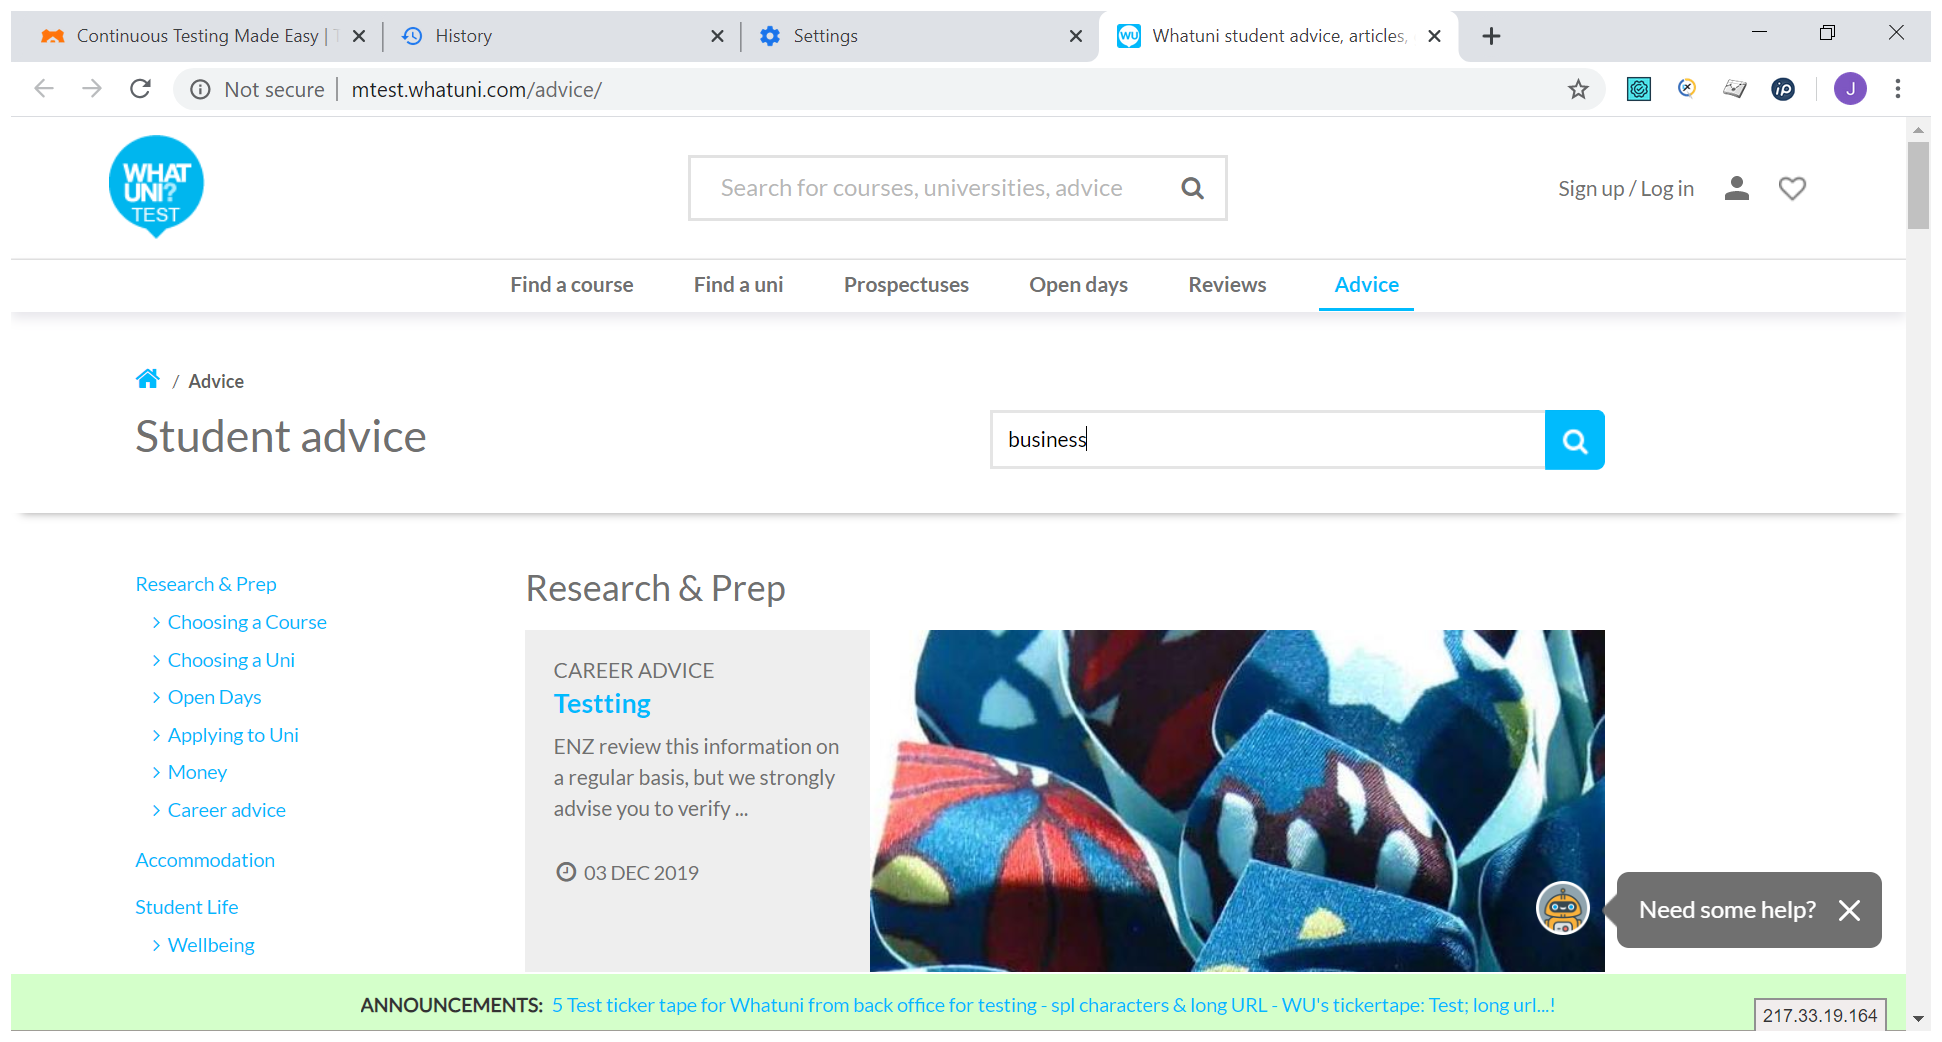 Continuous Testing Made Easy |
History
Settings
WU
Whatuni student advice, articles,
Not secure
mtest.whatuni.com/advice/
iP
J
WHAT
UNI?
TEST
Search for courses, universities, advice
Sign up / Log in
Find a course
Find a uni
Prospectuses
Open days
Reviews
Advice
/ Advice
Student advice
business
Research & Prep
> Choosing a Course
> Choosing a Uni
> Open Days
> Applying to Uni
> Money
> Career advice
Accommodation
Student Life
> Wellbeing
Research & Prep
CAREER ADVICE
Testting
ENZ review this information on
a regular basis, but we strongly
advise you to verify ...
03 DEC 2019
Need some help?
ANNOUNCEMENTS: 5 Test ticker tape for Whatuni from back office for testing - spl characters & long URL - WU's tickertape: Test; long url...!
217.33.19.164